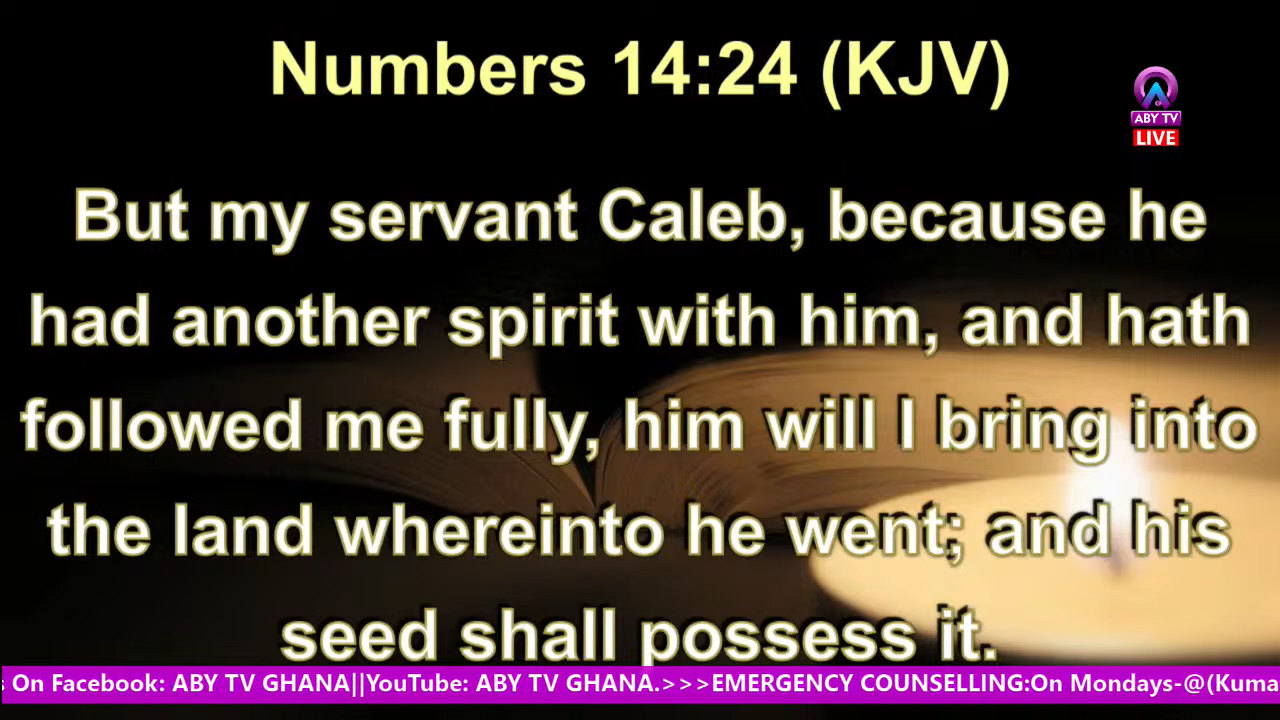 Numbers 14:24 (KJV)
ABY TV
LIVE
But my servant Caleb, because he
had another spirit with him, and hath
followed me fully, him will I bring into
the land whereinto he went; and his
seed shall possess it.
On Facebook: ABY TV GHANA||YouTube: ABY TV GHANA.>>>EMERGENCY COUNSELLING:On Mondays-@(Kuma